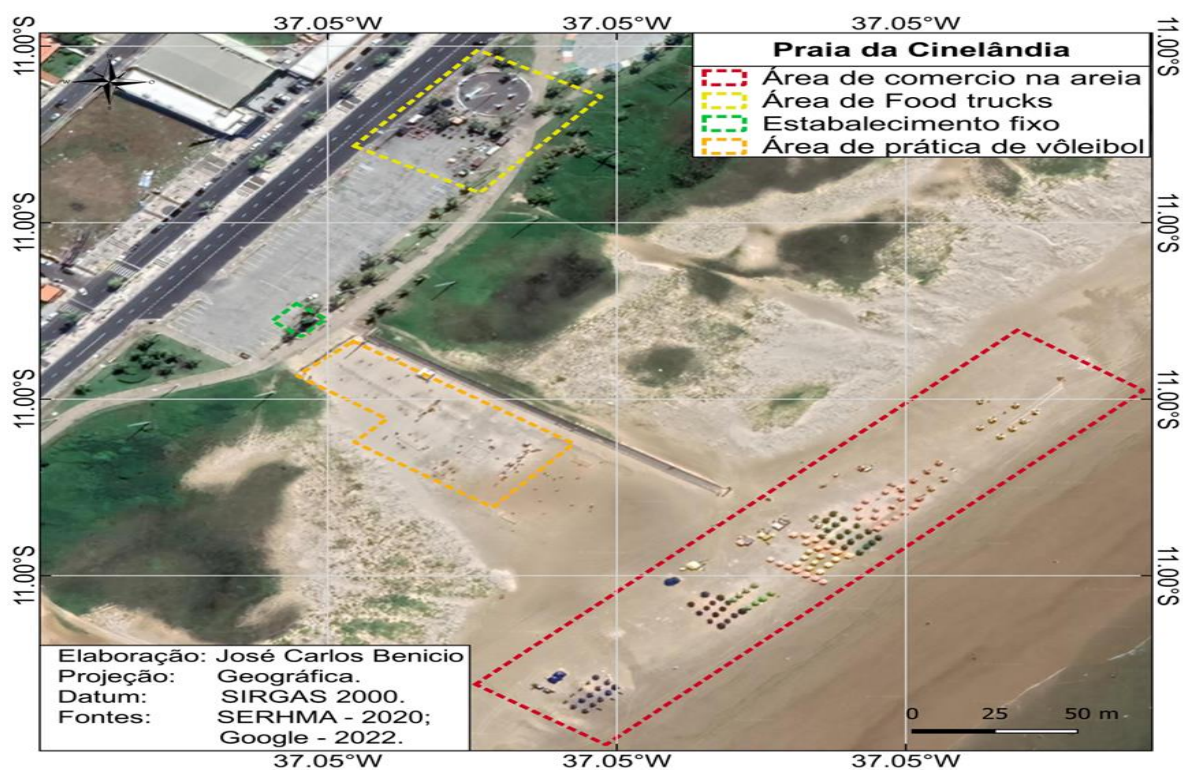 37.05°W 37.05°W 37.05°W
11.00°S 11.00°S
Praia da Cinelândia
Área de comercio na areia
Área de Food trucks
Estabalecimento fixo
Área de prática de vôleibol
11.00°S 11.00°S
11.00°S 11.00°S
11.00°S 11.00°S
Elaboração: José Carlos Benicio
Projeção: Geográfica.
Datum: SIRGAS 2000.
Fontes: SERHMA - 2020;
Google - 2022.
0 25 50 m
37.05°W 37.05°W 37.05°W